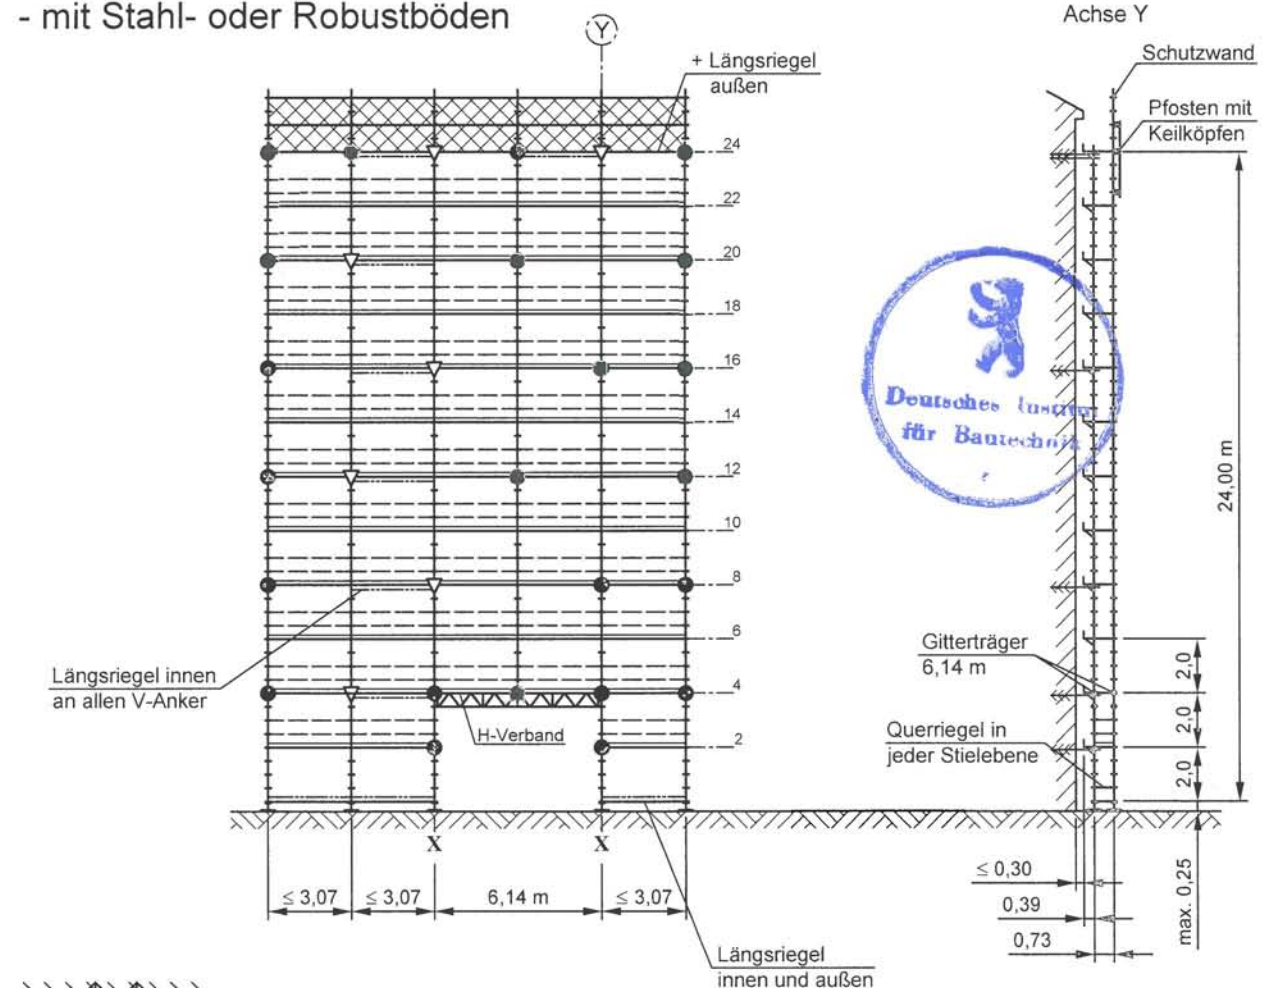 - mit Stahl- oder Robustböden
Y
Achse Y
Schutzwand
+ Längsriegel
außen
Pfosten mit
Keilköpfen
24
22
20
18
16
14
12
10
8
6
4
2
Deutsches Institut
für Bautechnik
24,00 m
Längsriegel innen
an allen V-Anker
H-Verband
Gitterträger
6,14 m
Querriegel in
jeder Stielebene
2,0
2,0
2,0
X
X
≤ 3,07
≤ 3,07
6,14 m
≤ 3,07
≤ 0,30
0,39
0,73
max. 0,25
Längsriegel
innen und außen